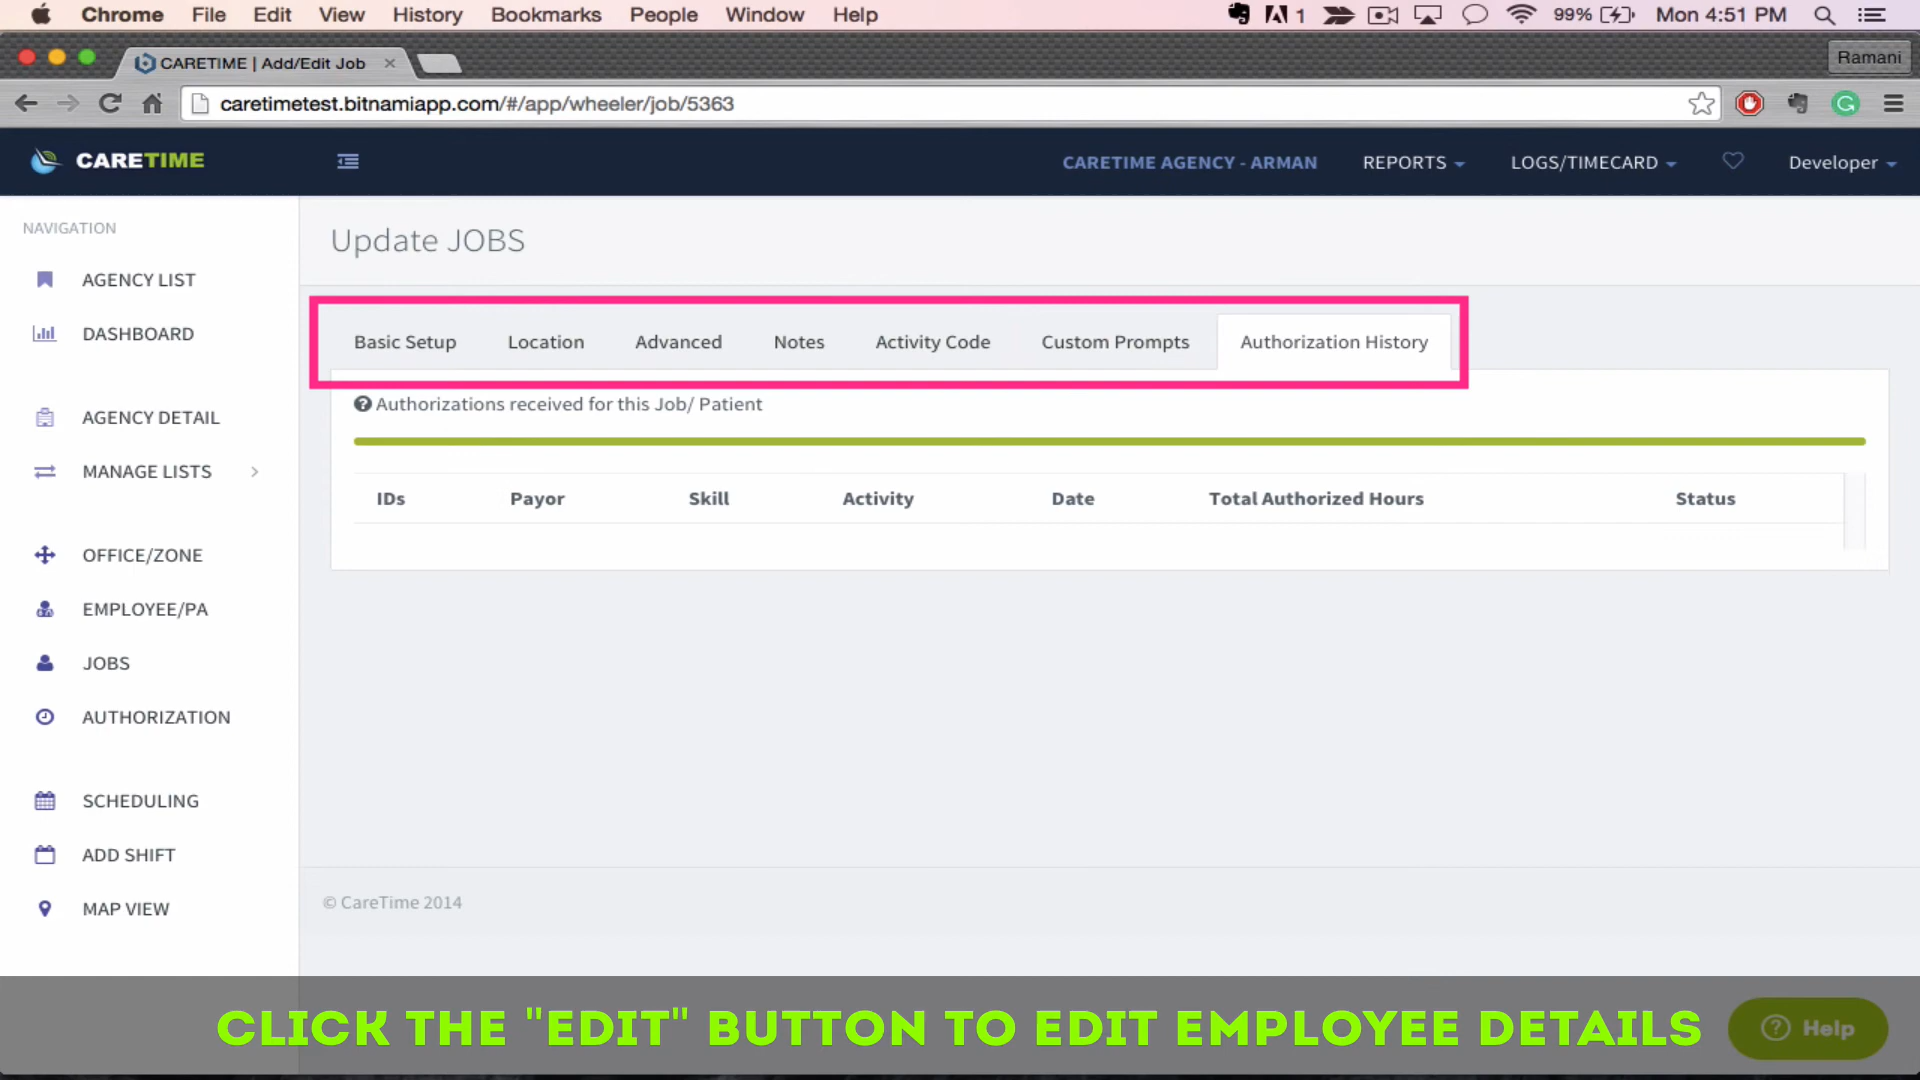 Chrome File Edit View History Bookmarks People Window Help 1 99% Mon 4:51 PM
CARETIME | Add/Edit Job × Ramani
caretimetest.bitnamiapp.com/#/app/wheeler/job/5363
CARETIME CARETIME AGENCY - ARMAN REPORTS LOGS/TIMECARD Developer
NAVIGATION
AGENCY LIST
DASHBOARD
AGENCY DETAIL
MANAGE LISTS
OFFICE/ZONE
EMPLOYEE/PA
JOBS
AUTHORIZATION
SCHEDULING
ADD SHIFT
MAP VIEW
Update JOBS
Basic Setup Location Advanced Notes Activity Code Custom Prompts Authorization History
Authorizations received for this Job/ Patient
IDs Payor Skill Activity Date Total Authorized Hours Status
© CareTime 2014
CLICK THE "EDIT" BUTTON TO EDIT EMPLOYEE DETAILS
Help